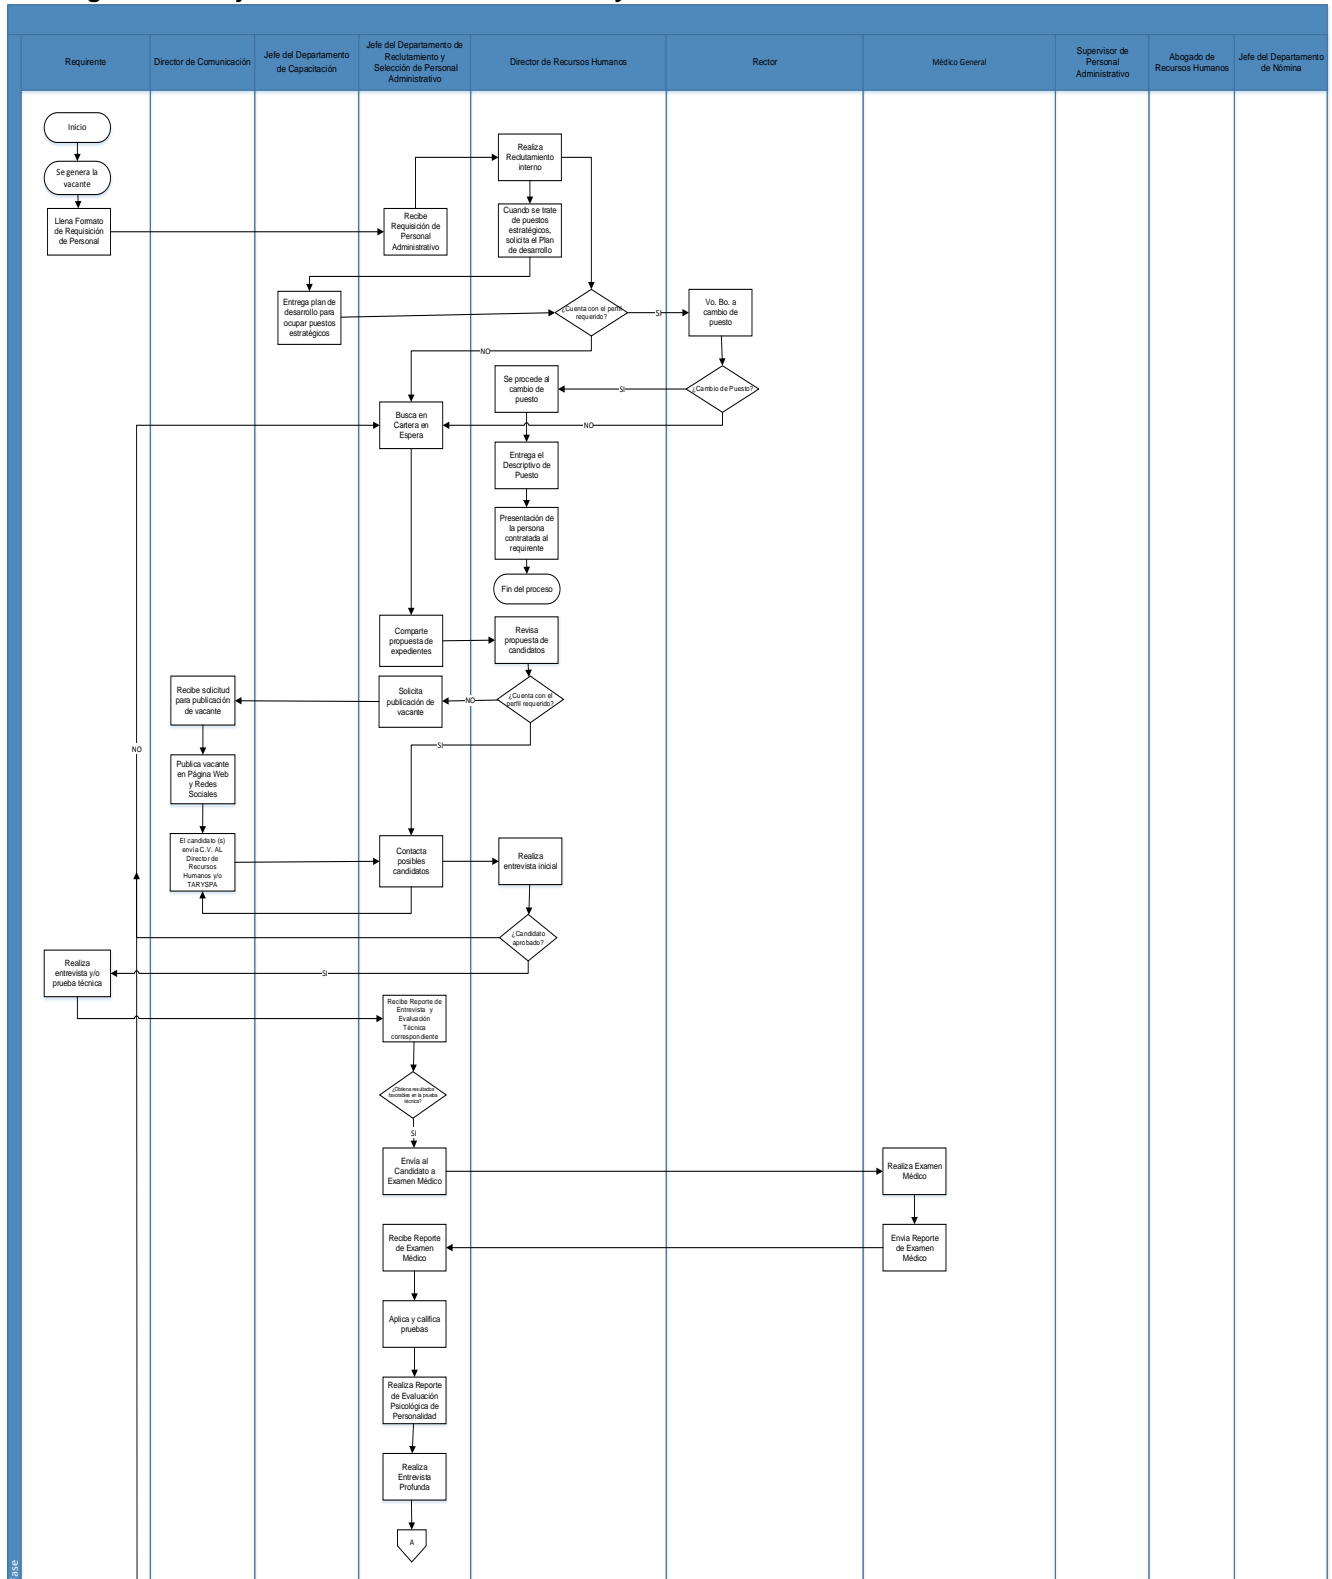 Requirente
Director de Comunicación
Jefe del Departamento
de Capacitación
Jefe del Departamento de
Reclutamiento y
Selección de Personal
Administrativo
Director de Recursos Humanos
Rector
Médico General
Supervisor de
Personal
Administrativo
Abogado de
Recursos Humanos
Jefe del Departamento
de Nómina
Inicio
Se genera la
vacante
Llena Formato
de Requisición
de Personal
Recibe
Requisición de
Personal
Administrativo
Realiza
Reclutamiento
interno
Cuando se trate
de puestos
estratégicos,
solicita el Plan
de desarrollo
Entrega plan de
desarrollo para
ocupar puestos
estratégicos
¿Cuenta con el perfil
requerido?
SI
Vo. Bo. a
cambio de
puesto
NO
¿Cambio de Puesto?
SI
Se procede al
cambio de
puesto
NO
Busca en
Cartera en
Espera
Entrega el
Descriptivo de
Puesto
Presentación de
la persona
contratada al
requirente
Fin del proceso
Comparte
propuesta de
expedientes
Revisa
propuesta de
candidatos
¿Cuenta con el
perfil requerido?
NO
Solicita
publicación de
vacante
Recibe solicitud
para publicación
de vacante
SI
NO
Publica vacante
en Página Web
y Redes
Sociales
El candidato (s)
envía C.V. AL
Director de
Recursos
Humanos y/o
TARYSPA
Contacta
posibles
candidatos
Realiza
entrevista inicial
¿Candidato
aprobado?
SI
Realiza
entrevista y/o
prueba técnica
Recibe Reporte de
Entrevista y
Evaluación
Técnica
correspondiente
¿Obtiene resultados
favorables en la prueba
técnica?
SI
Envía al
Candidato a
Examen Médico
Realiza Examen
Médico
Envia Reporte
de Examen
Médico
Recibe Reporte
de Examen
Médico
Aplica y califica
pruebas
Realiza Reporte
de Evaluación
Psicológica de
Personalidad
Realiza
Entrevista
Profunda
A